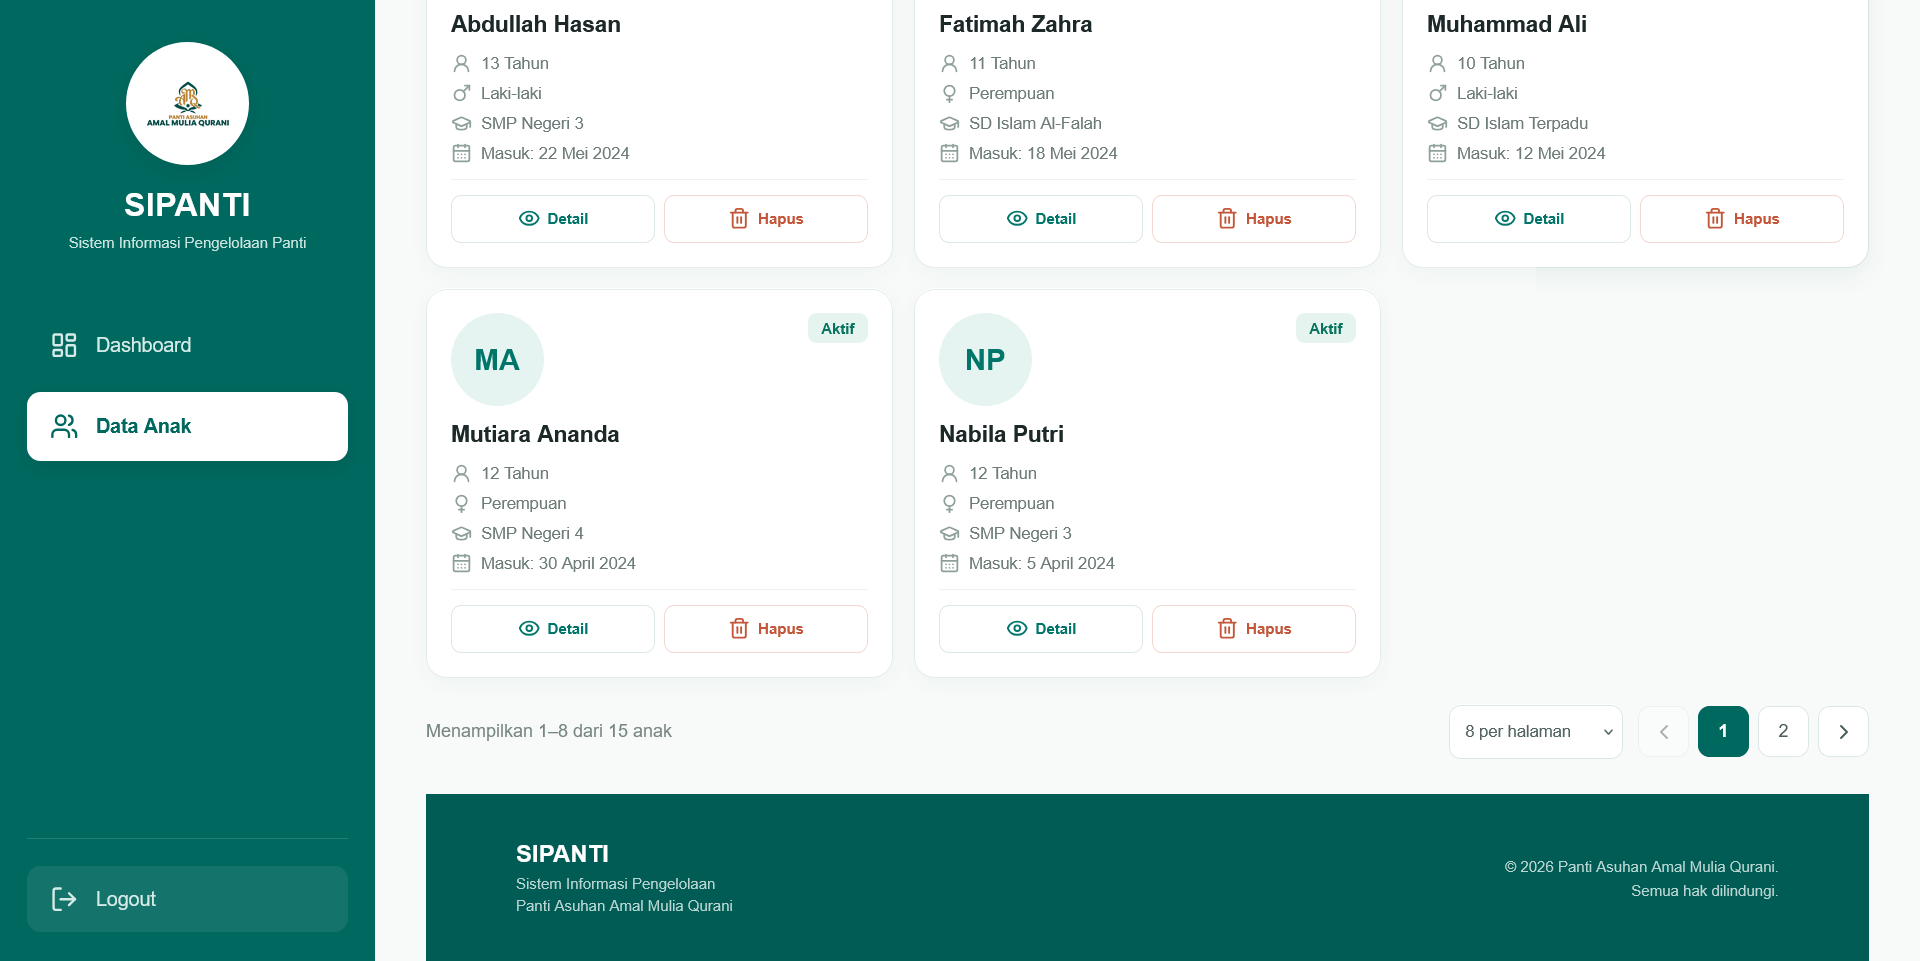 PANTI ASUHAN
AMAL MULIA QURANI
SIPANTI
Sistem Informasi Pengelolaan Panti
Dashboard
Data Anak
Logout
Abdullah Hasan
13 Tahun
Laki-laki
SMP Negeri 3
Masuk: 22 Mei 2024
Detail
Hapus
Fatimah Zahra
11 Tahun
Perempuan
SD Islam Al-Falah
Masuk: 18 Mei 2024
Detail
Hapus
Muhammad Ali
10 Tahun
Laki-laki
SD Islam Terpadu
Masuk: 12 Mei 2024
Detail
Hapus
MA
Aktif
Mutiara Ananda
12 Tahun
Perempuan
SMP Negeri 4
Masuk: 30 April 2024
Detail
Hapus
NP
Aktif
Nabila Putri
12 Tahun
Perempuan
SMP Negeri 3
Masuk: 5 April 2024
Detail
Hapus
Menampilkan 1–8 dari 15 anak
8 per halaman
1
2
SIPANTI
Sistem Informasi Pengelolaan
Panti Asuhan Amal Mulia Qurani
© 2026 Panti Asuhan Amal Mulia Qurani.
Semua hak dilindungi.